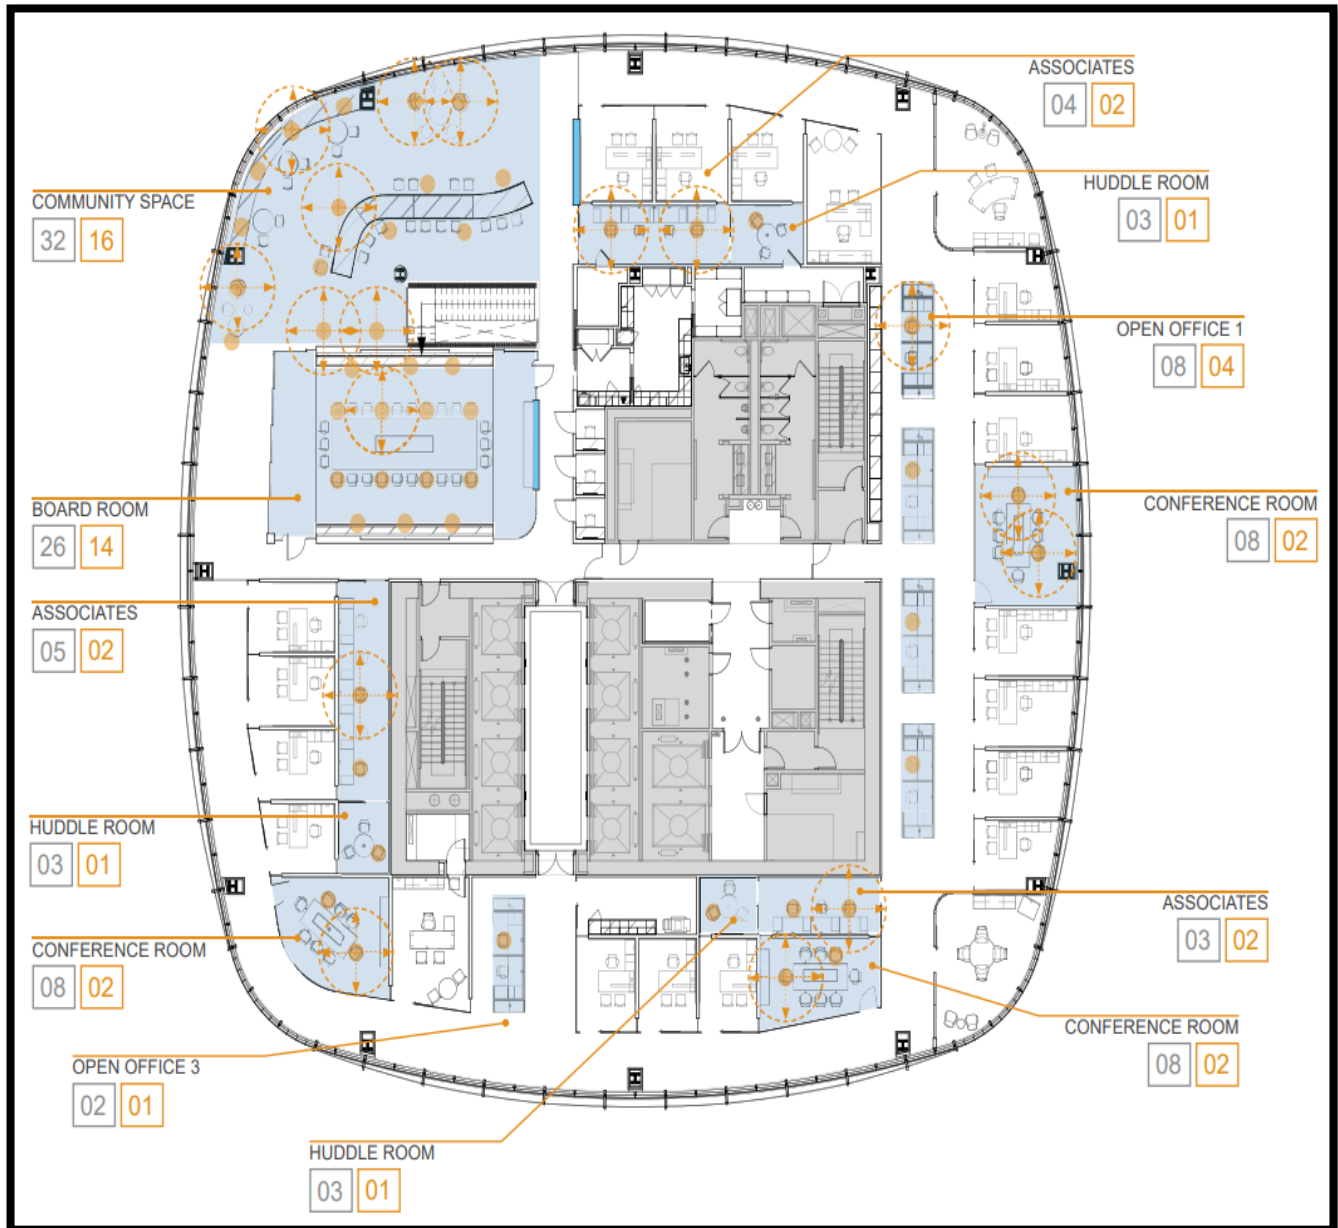 ASSOCIATES
04 02
HUDDLE ROOM
03 01
COMMUNITY SPACE
32 16
OPEN OFFICE 1
08 04
BOARD ROOM
26 14
CONFERENCE ROOM
08 02
ASSOCIATES
05 02
HUDDLE ROOM
03 01
ASSOCIATES
03 02
CONFERENCE ROOM
08 02
CONFERENCE ROOM
08 02
OPEN OFFICE 3
02 01
HUDDLE ROOM
03 01